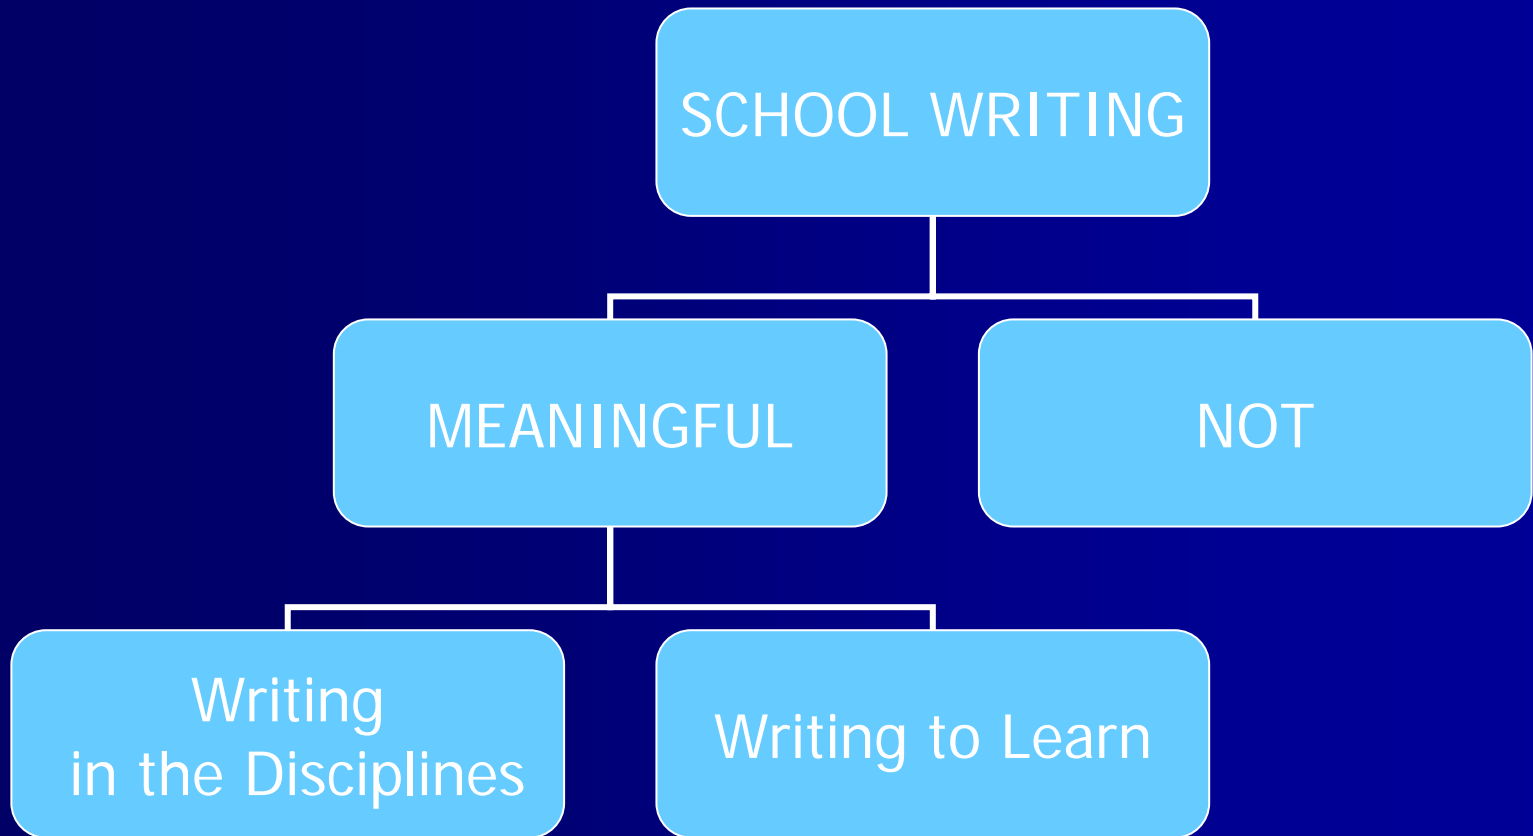 SCHOOL WRITING
MEANINGFUL
NOT
Writing
in the Disciplines
Writing to Learn